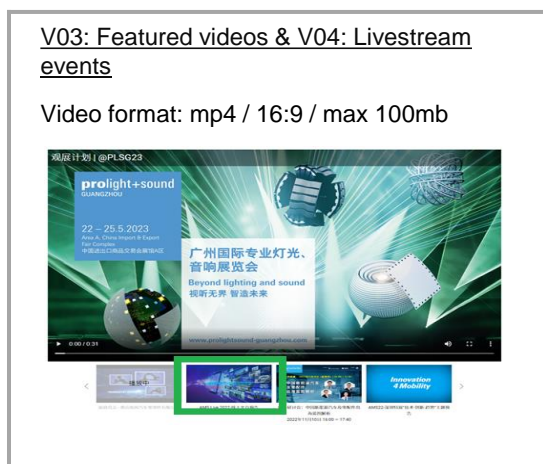 V03: Featured videos & V04: Livestream
events
Video format: mp4 / 16:9 / max 100mb
观展计划 | @PLSG23
prolight+sound
GUANGZHOU
22 – 25.5.2023
Area A, China Import & Export
Fair Complex
中国进出口商品交易会展馆A区
广州国际专业灯光、
音响展览会
Beyond lighting and sound
视听无界 智造未来
www.prolightsound-guangzhou.com
0:00 / 0:31
直播中
Innovation
4 Mobility